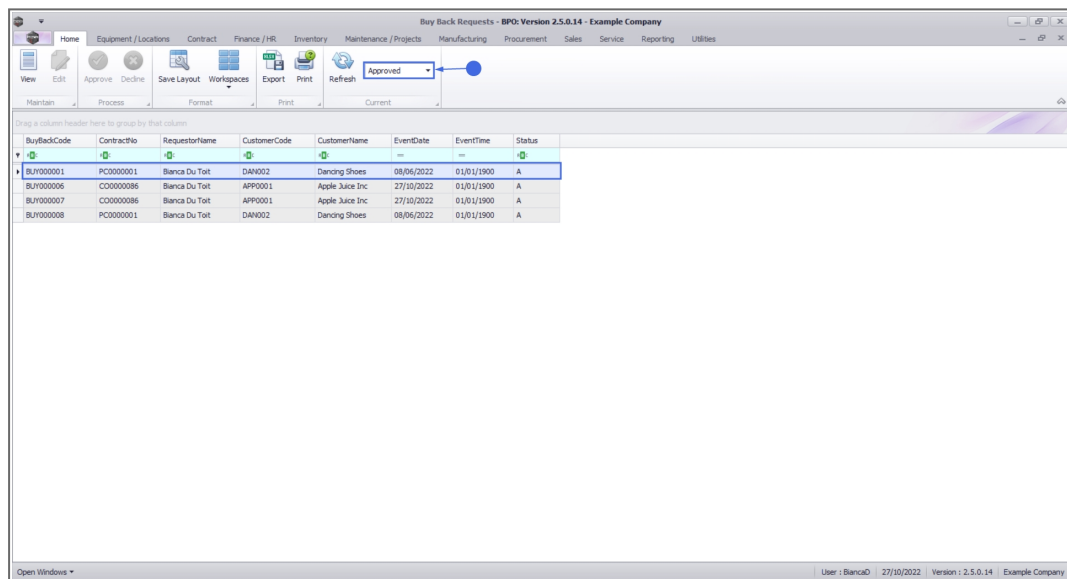 Buy Back Requests - BPO: Version 2.5.0.14 - Example Company
Home Equipment / Locations Contract Finance / HR Inventory Maintenance / Projects Manufacturing Procurement Sales Service Reporting Utilities
View Edit Approve Decline Save Layout Workspaces Export Print Refresh Approved
Maintain Process Format Print Current
Drag a column header here to group by that column
BuyBackCode ContractNo RequestorName CustomerCode CustomerName EventDate EventTime Status
BUY000001 PC0000001 Bianca Du Toit DAN002 Dancing Shoes 08/06/2022 01/01/1900 A
BUY000006 CO0000086 Bianca Du Toit APP0001 Apple Juice Inc 27/10/2022 01/01/1900 A
BUY000007 CO0000086 Bianca Du Toit APP0001 Apple Juice Inc 27/10/2022 01/01/1900 A
BUY000008 PC0000001 Bianca Du Toit DAN002 Dancing Shoes 08/06/2022 01/01/1900 A
Open Windows User : BiancaD 27/10/2022 Version : 2.5.0.14 Example Company